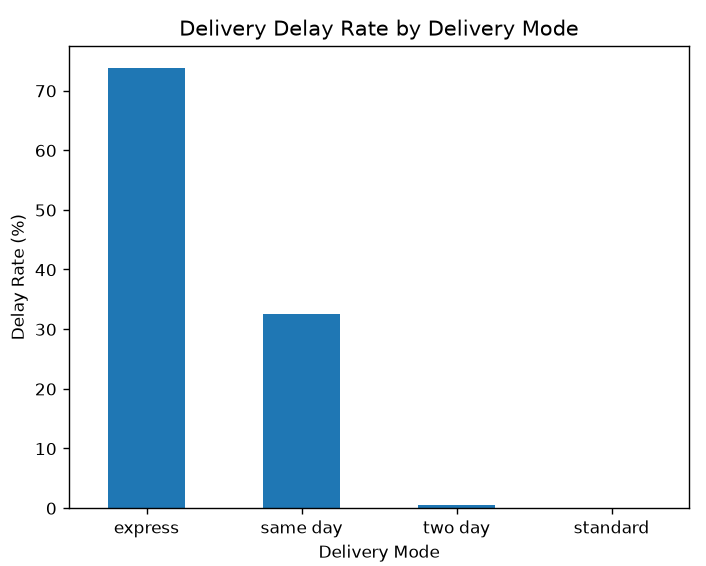 Delivery Delay Rate by Delivery Mode
Delay Rate (%)
70
60
50
40
30
20
10
0
express same day two day standard
Delivery Mode